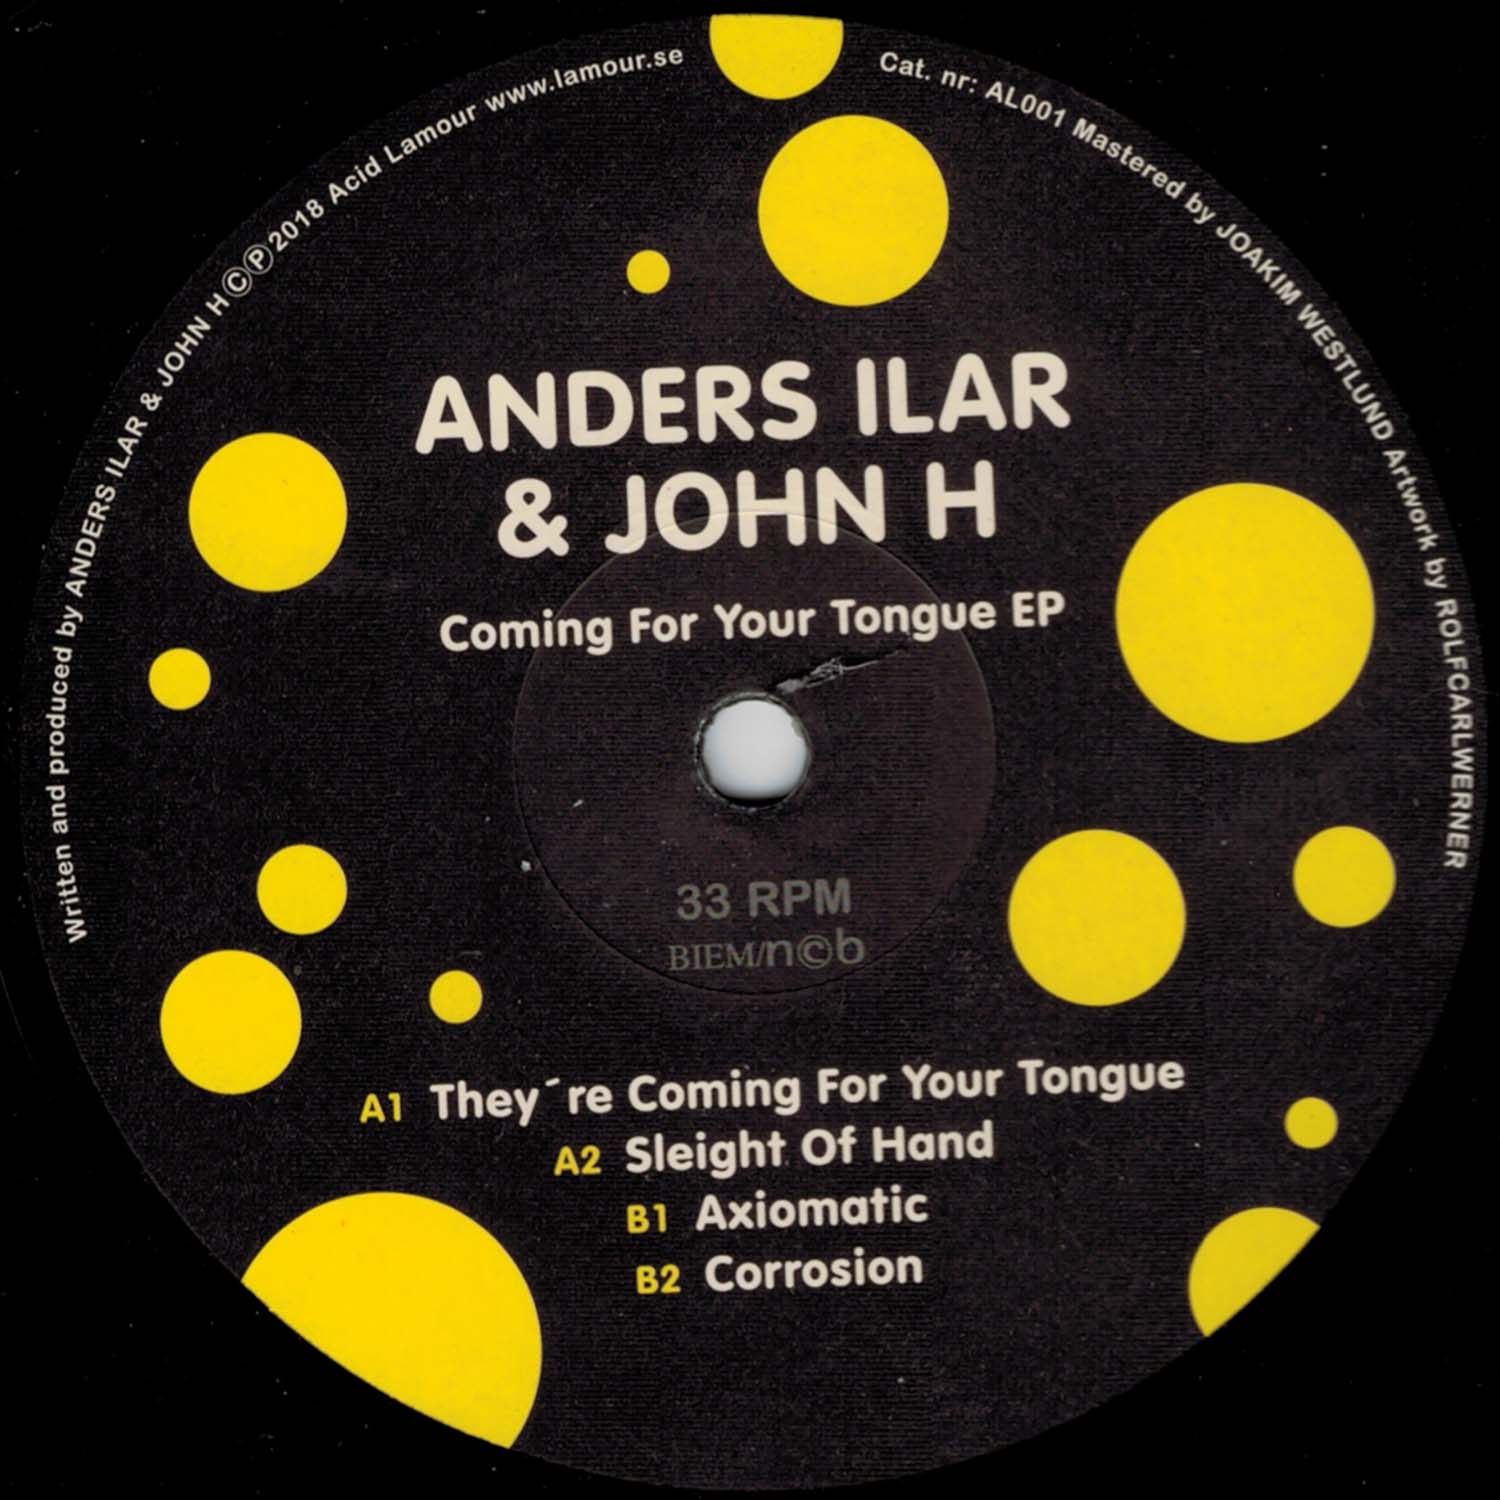 Written and produced by ANDERS ILAR & JOHN H ⒸⓅ 2018 Acid Lamour www.lamour.se
Cat. nr: AL001 Mastered by JOAKIM WESTLUND Artwork by ROLFCARLWERNER
ANDERS ILAR
& JOHN H
Coming For Your Tongue EP
33 RPM
BIEM/n©b
A1 They´re Coming For Your Tongue
A2 Sleight Of Hand
B1 Axiomatic
B2 Corrosion